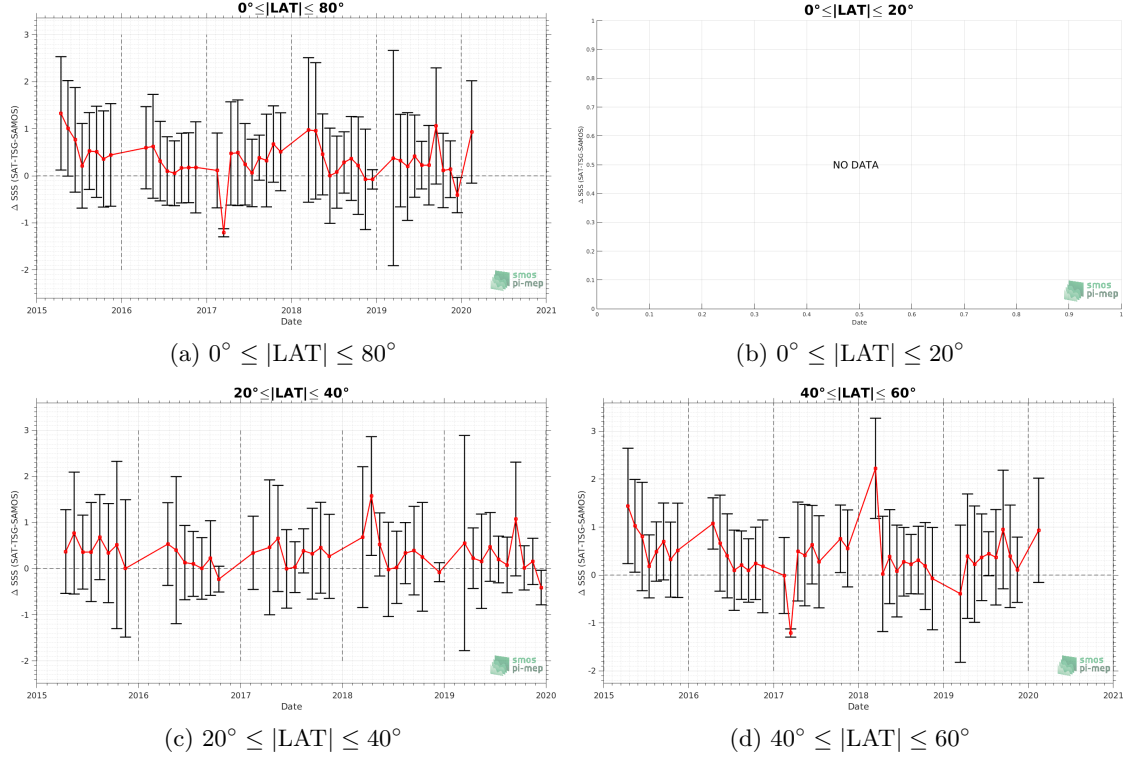 0°≤|LAT|≤ 80°
Δ SSS (SAT-TSG-SAMOS)
3
2
1
0
-1
-2
2015 2016 2017 2018 2019 2020 2021
Date
smos
pi-mep
(a) 0° ≤ |LAT| ≤ 80°
0°≤|LAT|≤ 20°
Δ SSS (SAT-TSG-SAMOS)
1
0.9
0.8
0.7
0.6
0.5
0.4
0.3
0.2
0.1
0
NO DATA
0 0.1 0.2 0.3 0.4 0.5 0.6 0.7 0.8 0.9 1
Date
smos
pi-mep
(b) 0° ≤ |LAT| ≤ 20°
20°≤|LAT|≤ 40°
Δ SSS (SAT-TSG-SAMOS)
3
2
1
0
-1
-2
2015 2016 2017 2018 2019 2020
Date
smos
pi-mep
(c) 20° ≤ |LAT| ≤ 40°
40°≤|LAT|≤ 60°
Δ SSS (SAT-TSG-SAMOS)
3
2
1
0
-1
-2
2015 2016 2017 2018 2019 2020 2021
Date
smos
pi-mep
(d) 40° ≤ |LAT| ≤ 60°